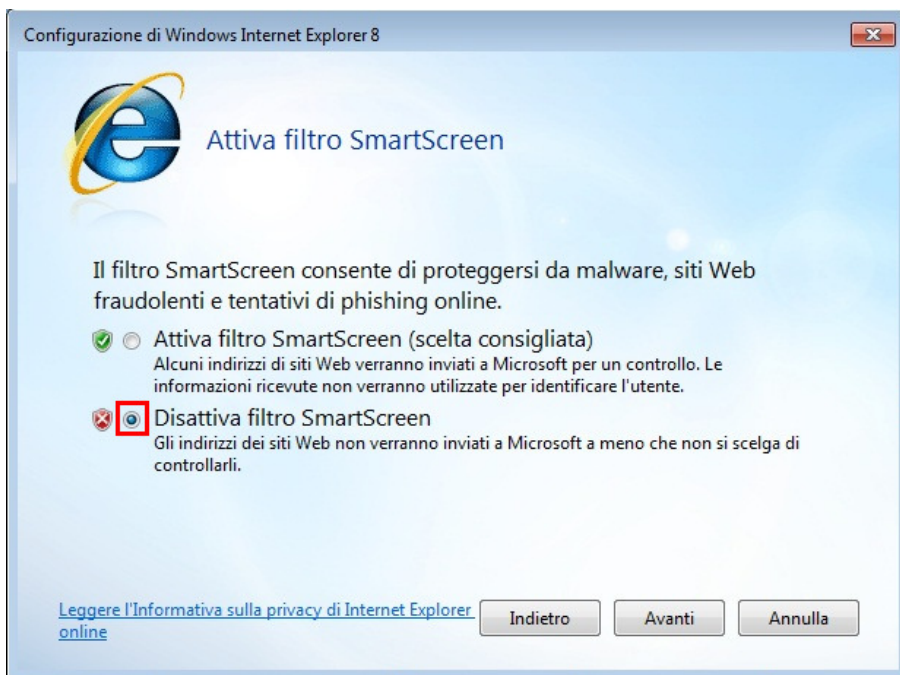 Configurazione di Windows Internet Explorer 8
Attiva filtro SmartScreen
Il filtro SmartScreen consente di proteggersi da malware, siti Web
fraudolenti e tentativi di phishing online.
Attiva filtro SmartScreen (scelta consigliata)
Alcuni indirizzi di siti Web verranno inviati a Microsoft per un controllo. Le
informazioni ricevute non verranno utilizzate per identificare l'utente.
Disattiva filtro SmartScreen
Gli indirizzi dei siti Web non verranno inviati a Microsoft a meno che non si scelga di
controllarli.
Leggere l'Informativa sulla privacy di Internet Explorer
online
Indietro
Avanti
Annulla